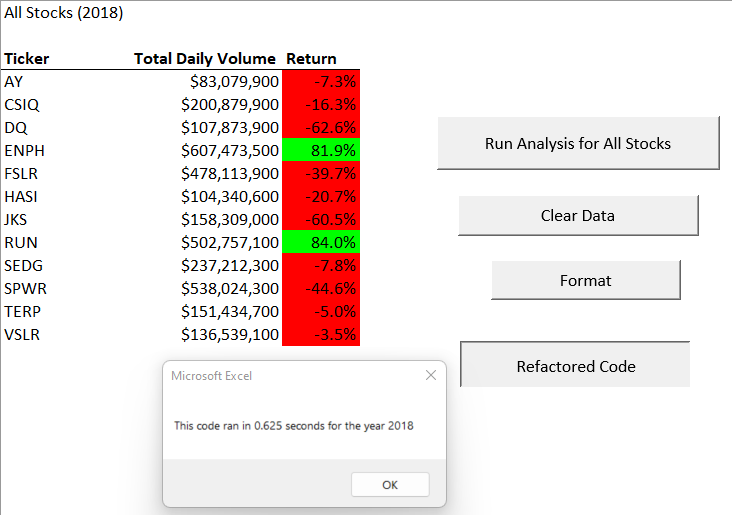 All Stocks (2018)
Ticker Total Daily Volume Return
AY $83,079,900 -7.3%
CSIQ $200,879,900 -16.3%
DQ $107,873,900 -62.6%
ENPH $607,473,500 81.9%
FSLR $478,113,900 -39.7%
HASI $104,340,600 -20.7%
JKS $158,309,000 -60.5%
RUN $502,757,100 84.0%
SEDG $237,212,300 -7.8%
SPWR $538,024,300 -44.6%
TERP $151,434,700 -5.0%
VSLR $136,539,100 -3.5%
Run Analysis for All Stocks
Clear Data
Format
Refactored Code
Microsoft Excel
This code ran in 0.625 seconds for the year 2018
OK